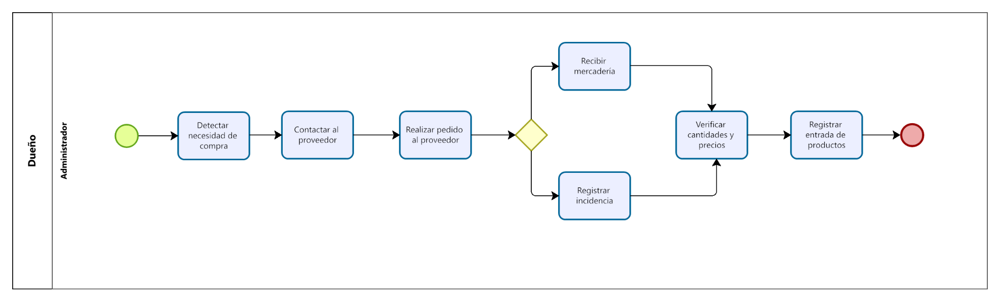 Dueño
Administrador
Detectar
necesidad de
compra
Contactar al
proveedor
Realizar pedido
al proveedor
Recibir
mercadería
Registrar
incidencia
Verificar
cantidades y
precios
Registrar
entrada de
productos